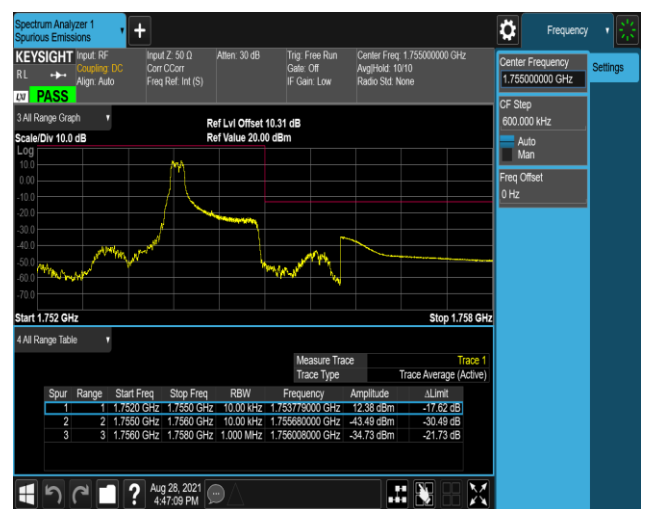 Spectrum Analyzer 1
Spurious Emissions
+
Frequency
KEYSIGHT
RL
LXI
PASS
Input: RF
Coupling: DC
Align: Auto
Input Z: 50 Ω
Corr CCorr
Freq Ref: Int (S)
Atten: 30 dB
Trig: Free Run
Gate: Off
IF Gain: Low
Center Freq: 1.755000000 GHz
Avg|Hold: 10/10
Radio Std: None
Center Frequency
1.755000000 GHz
Settings
CF Step
600.000 kHz
Auto
Man
Freq Offset
0 Hz
3 All Range Graph
Scale/Div 10.0 dB
Ref Lvl Offset 10.31 dB
Ref Value 20.00 dBm
Log
10.0
0.00
-10.0
-20.0
-30.0
-40.0
-50.0
-60.0
-70.0
Start 1.752 GHz
Stop 1.758 GHz
4 All Range Table
Measure Trace Trace 1
Trace Type Trace Average (Active)
Spur Range Start Freq Stop Freq RBW Frequency Amplitude ΔLimit
1 1 1.7520 GHz 1.7550 GHz 10.00 kHz 1.753779000 GHz 12.38 dBm -17.62 dB
2 2 1.7550 GHz 1.7560 GHz 10.00 kHz 1.755680000 GHz -43.49 dBm -30.49 dB
3 3 1.7560 GHz 1.7580 GHz 1.000 MHz 1.756008000 GHz -34.73 dBm -21.73 dB
?
Aug 28, 2021
4:47:09 PM